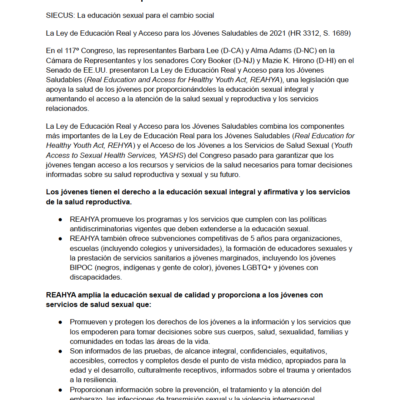 SIECUS: La educación sexual para el cambio social
La Ley de Educación Real y Acceso para los Jóvenes Saludables de 2021 (HR 3312, S. 1689)
En el 117º Congreso, las representantes Barbara Lee (D-CA) y Alma Adams (D-NC) en la
Cámara de Representantes y los senadores Cory Booker (D-NJ) y Mazie K. Hirono (D-HI) en el
Senado de EE.UU. presentaron La Ley de Educación Real y Acceso para los Jóvenes
Saludables (Real Education and Access for Healthy Youth Act, REAHYA), una legislación que
apoya la salud de los jóvenes por proporcionándoles la educación sexual integral y
aumentando el acceso a la atención de la salud sexual y reproductiva y los servicios
relacionados.
La Ley de Educación Real y Acceso para los Jóvenes Saludables combina los componentes
más importantes de la Ley de Educación Real para los Jóvenes Saludables (Real Education for
Healthy Youth Act, REHYA) y el Acceso de los Jóvenes a los Servicios de Salud Sexual (Youth
Access to Sexual Health Services, YASHS) del Congreso pasado para garantizar que los jóvenes
tengan acceso a los recursos y servicios de la salud necesarios para tomar decisiones
informadas sobre su salud reproductiva y sexual y su futuro.
Los jóvenes tienen el derecho a la educación sexual integral y afirmativa y los servicios
de la salud reproductiva.
● REAHYA promueve los programas y los servicios que cumplen con las políticas
antidiscriminatorias vigentes que deben extenderse a la educación sexual.
● REAHYA también ofrece subvenciones competitivas de 5 años para organizaciones,
escuelas (incluyendo colegios y universidades), la formación de educadores sexuales y
la prestación de servicios sanitarios a jóvenes marginados, incluyendo los jóvenes
BIPOC (negros, indígenas y gente de color), jóvenes LGBTQ+ y jóvenes con
discapacidades.
REAHYA amplía la educación sexual de calidad y proporciona a los jóvenes con
servicios de salud sexual que:
● Promueven y protegen los derechos de los jóvenes a la información y los servicios que
los empoderen para tomar decisiones sobre sus cuerpos, salud, sexualidad, familias y
comunidades en todas las áreas de la vida.
● Son informados de las pruebas, de alcance integral, confidenciales, equitativos,
accesibles, correctos y completos desde el punto de vista médico, apropiados para la
edad y el desarrollo, culturalmente receptivos, informados sobre el trauma y orientados
a la resiliencia.
● Proporcionan información sobre la prevención, el tratamiento y la atención del
embarazo, las infecciones de transmisión sexual y la violencia interpersonal